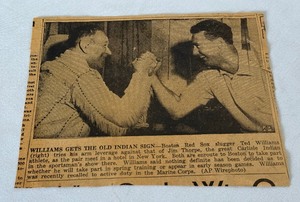 WILLIAMS GETS THE OLD INDIAN SIGN—Boston Red Sox slugger Ted Williams
(right) tries his arm leverage against that of Jim Thorpe, the great Carlisle Indian
athlete, as the pair meet in a hotel in New York. Both are enroute to Boston to take part
in the sportsman's show there. Williams said nothing definite has been decided as to
whether he will take part in spring training or appear in early season games. Williams
was recently recalled to active duty in the Marine Corps. (AP Wirephoto)